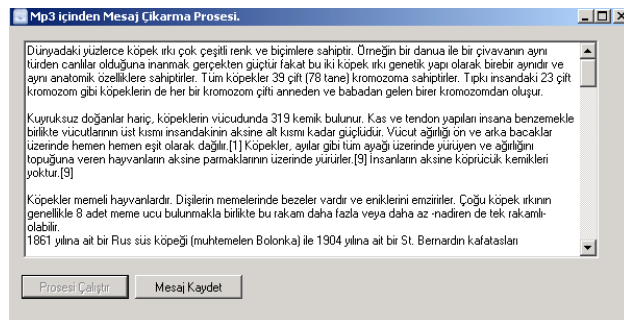 Mp3 içinden Mesaj Çıkarma Prosesi.
Dünyadaki yüzlerce köpek ırkı çok çeşitli renk ve biçimlere sahiptir. Örneğin bir danua ile bir çivavanın aynı
türden canlılar olduğuna inanmak gerçekten güçtür fakat bu iki köpek ırkı genetik yapı olarak birebir aynıdır ve
aynı anatomik özelliklere sahiptirler. Tüm köpekler 39 çift (78 tane) kromozoma sahiptirler. Tıpkı insandaki 23 çift
kromozom gibi köpeklerin de her bir kromozom çifti anneden ve babadan gelen birer kromozomdan oluşur.
Kuyruksuz doğanlar hariç, köpeklerin vücudunda 319 kemik bulunur. Kas ve tendon yapıları insana benzemekle
birlikte vücutlarının üst kısmı insandakinin aksine alt kısmı kadar güçlüdür. Vücut ağırlığı ön ve arka bacaklar
üzerinde hemen hemen eşit olarak dağılır.[1] Köpekler, ayılar gibi tüm ayağı üzerinde yürüyen ve ağırlığını
topuğuna veren hayvanların aksine parmaklarının üzerinde yürürler.[9] İnsanların aksine köprücük kemikleri
yoktur.[9]
Köpekler memeli hayvanlardır. Dişilerin memelerinde bezeler vardır ve eniklerini emzirirler. Çoğu köpek ırkının
genellikle 8 adet meme ucu bulunmakla birlikte bu rakam daha fazla veya daha az -nadiren de tek rakamlı-
olabilir.
1861 yılına ait bir Rus süs köpeği (muhtemelen Bolonka) ile 1904 yılına ait bir St. Bernardın kafatasları
Prosesi Çalıştır
Mesaj Kaydet